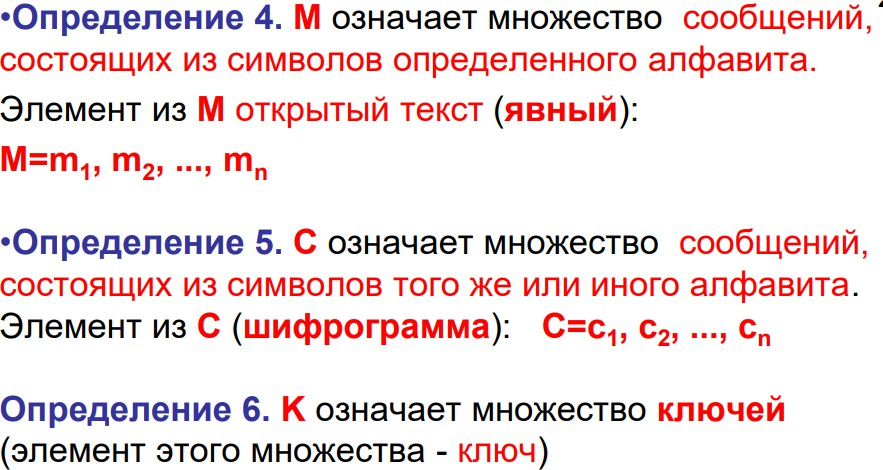 •Определение 4. М означает множество сообщений,
состоящих из символов определенного алфавита.
Элемент из М открытый текст (явный):
М=m1, m2, ..., mn
•Определение 5. С означает множество сообщений,
состоящих из символов того же или иного алфавита.
Элемент из С (шифрограмма): С=c1, c2, ..., cn
Определение 6. K означает множество ключей
(элемент этого множества - ключ)